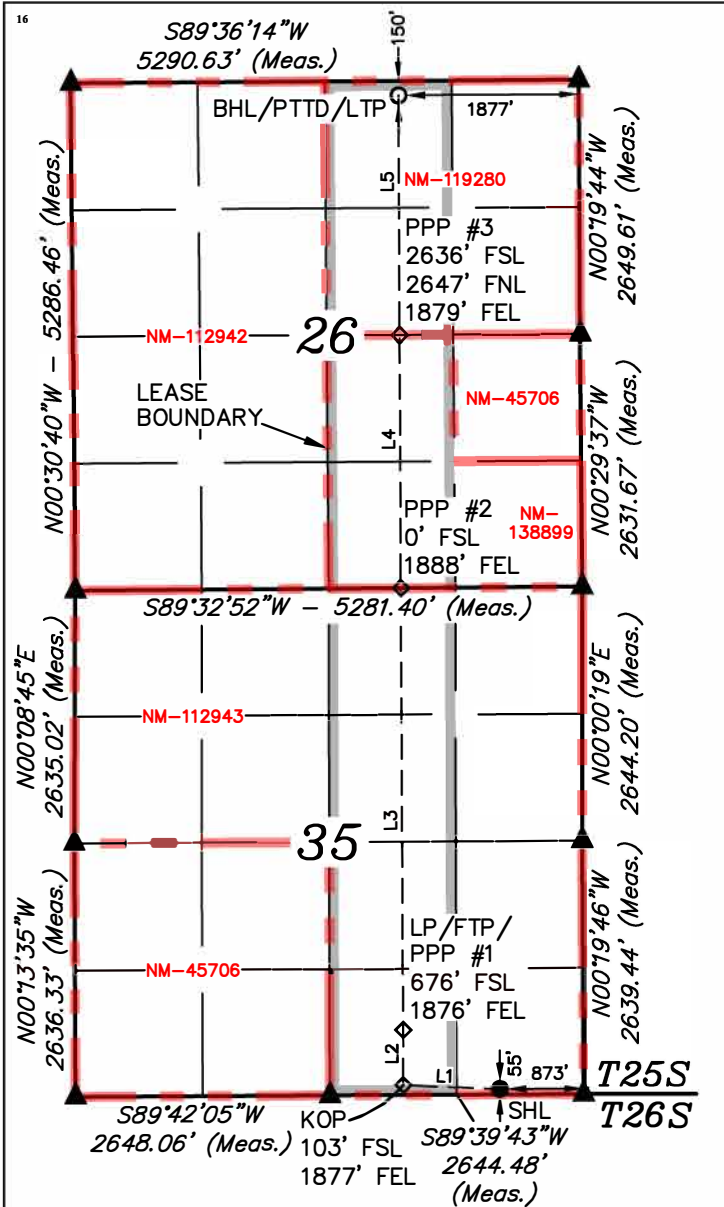 16
S89°36'14"W
5290.63' (Meas.)
150'
BHL/PTTD/LTP
1877'
N00°19'44"W
2649.61' (Meas.)
L5
NM-119280
PPP #3
2636' FSL
2647' FNL
1879' FEL
N00°30'40"W – 5286.46' (Meas.)
NM-112942
26
NM-45706
LEASE
BOUNDARY
L4
N00°29'37"W
2631.67' (Meas.)
PPP #2
0' FSL
1888' FEL
NM-
138899
S89°32'52"W – 5281.40' (Meas.)
N00°08'45"E
2635.02' (Meas.)
NM-112943
N00°00'19"E
2644.20' (Meas.)
L3
35
LP/FTP/
PPP #1
676' FSL
1876' FEL
N00°13'35"W
2636.33' (Meas.)
NM-45706
N00°19'46"W
2639.44' (Meas.)
L2
L1
55'
873'
T25S
T26S
S89°42'05"W
2648.06' (Meas.)
KOP
103' FSL
1877' FEL
SHL
S89°39'43"W
2644.48'
(Meas.)